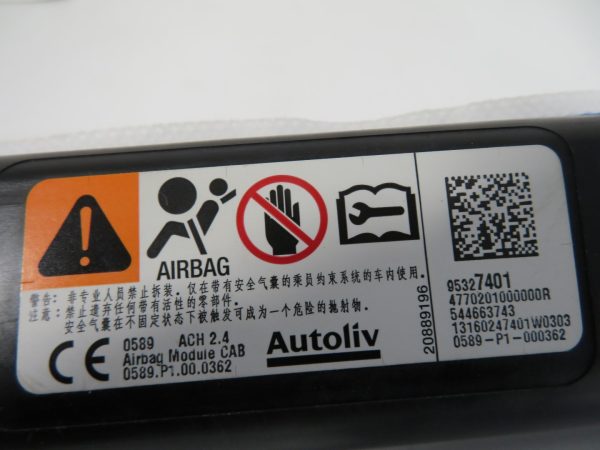 AIRBAG
警告: 非专业人员禁止拆装。仅在带有安全气囊的乘员约束系统的车内使用。
注意: 禁止遗弃任何带有活性的零部件。
安全气囊在不固定状态下被触发可成为一个危险的抛射物。
CE 0589 ACH 2.4
Airbag Module CAB
0589.P1.00.0362
Autoliv
20889196
95327401
4770201000000R
544663743
13160247401W0303
0589-P1-000362